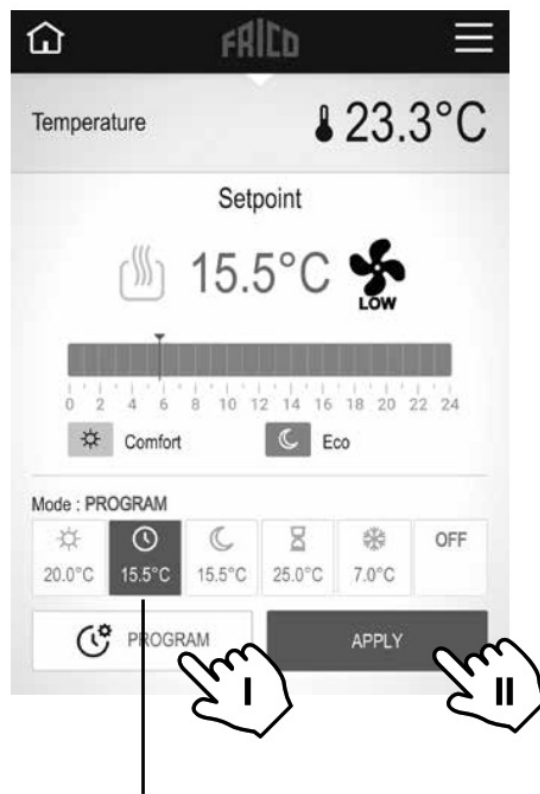 FRICO
Temperature 23.3°C
Setpoint
15.5°C
LOW
0 2 4 6 8 10 12 14 16 18 20 22 24
Comfort Eco
Mode : PROGRAM
20.0°C 15.5°C 15.5°C 25.0°C 7.0°C OFF
PROGRAM APPLY
I II